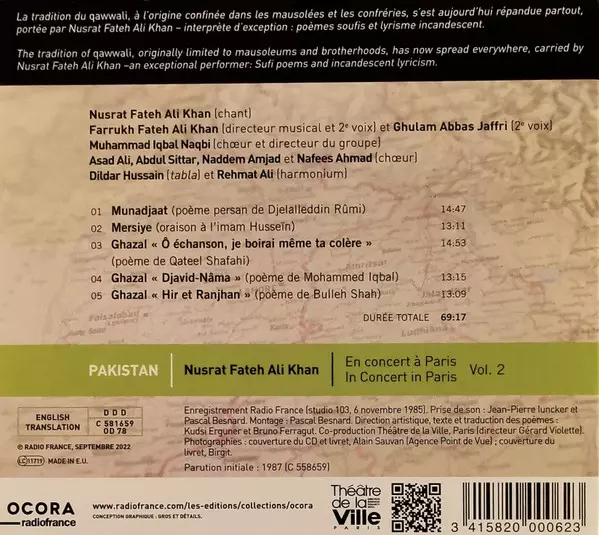 La tradition du qawwali, à l'origine confinée dans les mausolées et les confréries, s'est aujourd'hui répandue partout,
portée par Nusrat Fateh Ali Khan – interprète d'exception : poèmes soufis et lyrisme incandescent.
The tradition of qawwali, originally limited to mausoleums and brotherhoods, has now spread everywhere, carried by
Nusrat Fateh Ali Khan –an exceptional performer: Sufi poems and incandescent lyricism.
Nusrat Fateh Ali Khan (chant)
Farrukh Fateh Ali Khan (directeur musical et 2e voix) et Ghulam Abbas Jaffri (2e voix)
Muhammad Iqbal Naqbi (chœur et directeur du groupe)
Asad Ali, Abdul Sittar, Naddem Amjad et Nafees Ahmad (chœur)
Dildar Hussain (tabla) et Rehmat Ali (harmonium)
01 Munadjaat (poème persan de Djelalleddin Rûmi) 14:47
02 Mersiye (oraison à l'imam Husseïn) 13:11
03 Ghazal « Ô échanson, je boirai même ta colère » 14:53
(poème de Qateel Shafahi)
04 Ghazal « Djavid-Nâma » (poème de Mohammed Iqbal) 13:15
05 Ghazal « Hir et Ranjhan » (poème de Bulleh Shah) 13:09
DURÉE TOTALE 69:17
Faisalabad
Ludhiana
PAKISTAN
Nusrat Fateh Ali Khan
En concert à Paris
In Concert in Paris
Vol. 2
ENGLISH
TRANSLATION
D D D
C 581659
OD 78
® RADIO FRANCE, SEPTEMBRE 2022
LC 11719 MADE IN E.U.
Enregistrement Radio France (studio 103, 6 novembre 1985). Prise de son : Jean-Pierre Iuncker et
Pascal Besnard. Montage : Pascal Besnard. Direction artistique, texte et traduction des poèmes :
Kudsi Erguner et Bruno Ferragut. Co-production Théâtre de la Ville, Paris (directeur Gérard Violette).
Photographies : couverture du CD et livret, Alain Sauvan (Agence Point de Vue) ; couverture du
livret, Birgit.
Parution initiale : 1987 (C 558659)
OCORA
radiofrance
www.radiofrance.com/les-editions/collections/ocora
CONCEPTION GRAPHIQUE : GROS ET DÉTAILS.
Théâtre
de la
Ville
PARIS
3 415820 000623